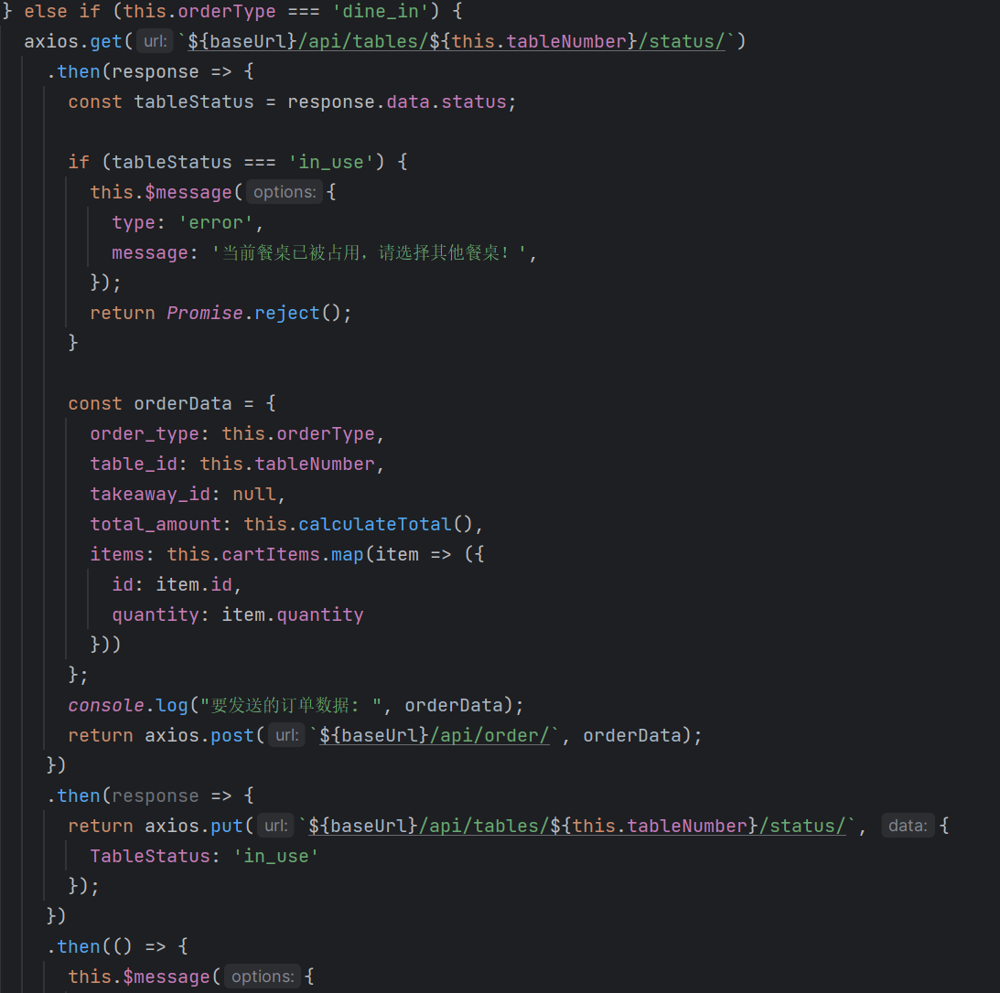 } else if (this.orderType === 'dine_in') {
axios.get( url: `${baseUrl}/api/tables/${this.tableNumber}/status/`)
.then(response => {
const tableStatus = response.data.status;
if (tableStatus === 'in_use') {
this.$message( options: {
type: 'error',
message: '当前餐桌已被占用，请选择其他餐桌！',
});
return Promise.reject();
}
const orderData = {
order_type: this.orderType,
table_id: this.tableNumber,
takeaway_id: null,
total_amount: this.calculateTotal(),
items: this.cartItems.map(item => ({
id: item.id,
quantity: item.quantity
}))
};
console.log("要发送的订单数据：", orderData);
return axios.post( url: `${baseUrl}/api/order/`, orderData);
})
.then(response => {
return axios.put( url: `${baseUrl}/api/tables/${this.tableNumber}/status/`, data: {
TableStatus: 'in_use'
});
})
.then(() => {
this.$message( options: {